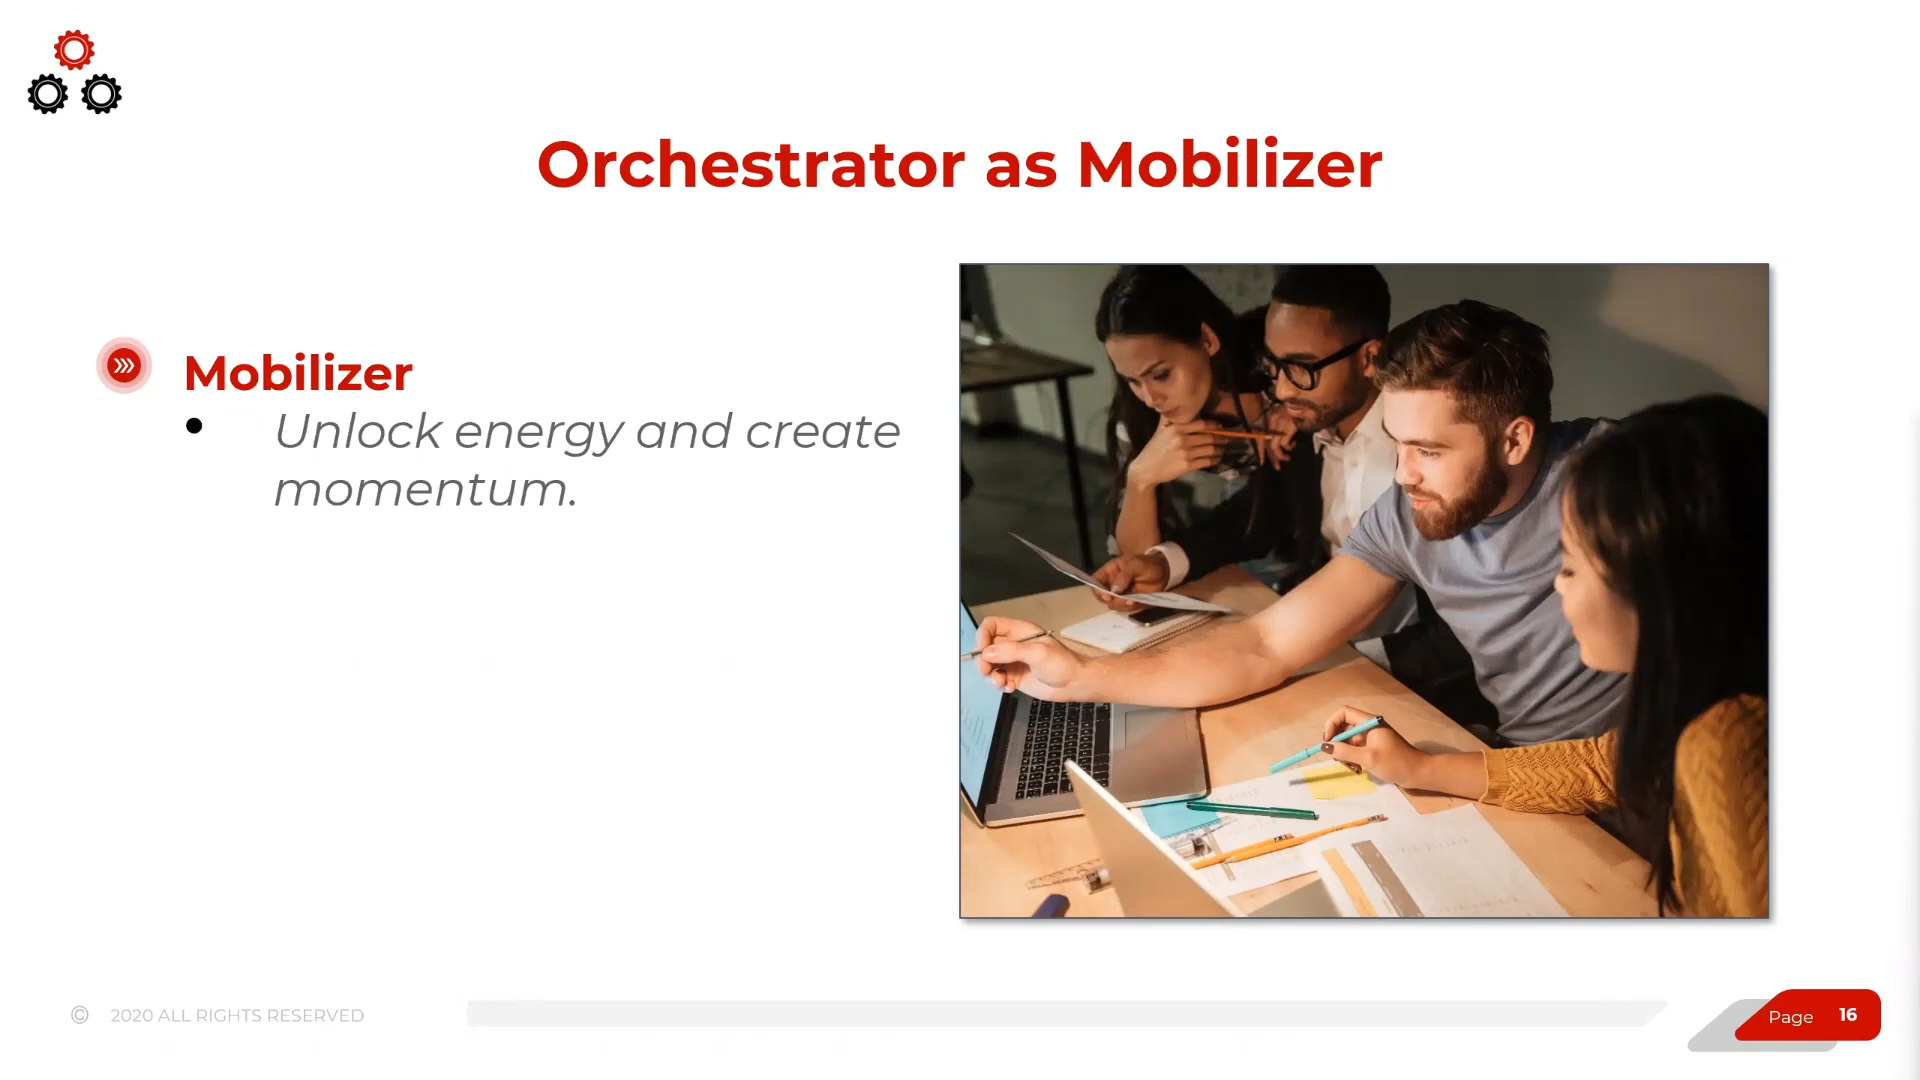 Orchestrator as Mobilizer
Mobilizer
• Unlock energy and create
momentum.
© 2020 ALL RIGHTS RESERVED
Page 16